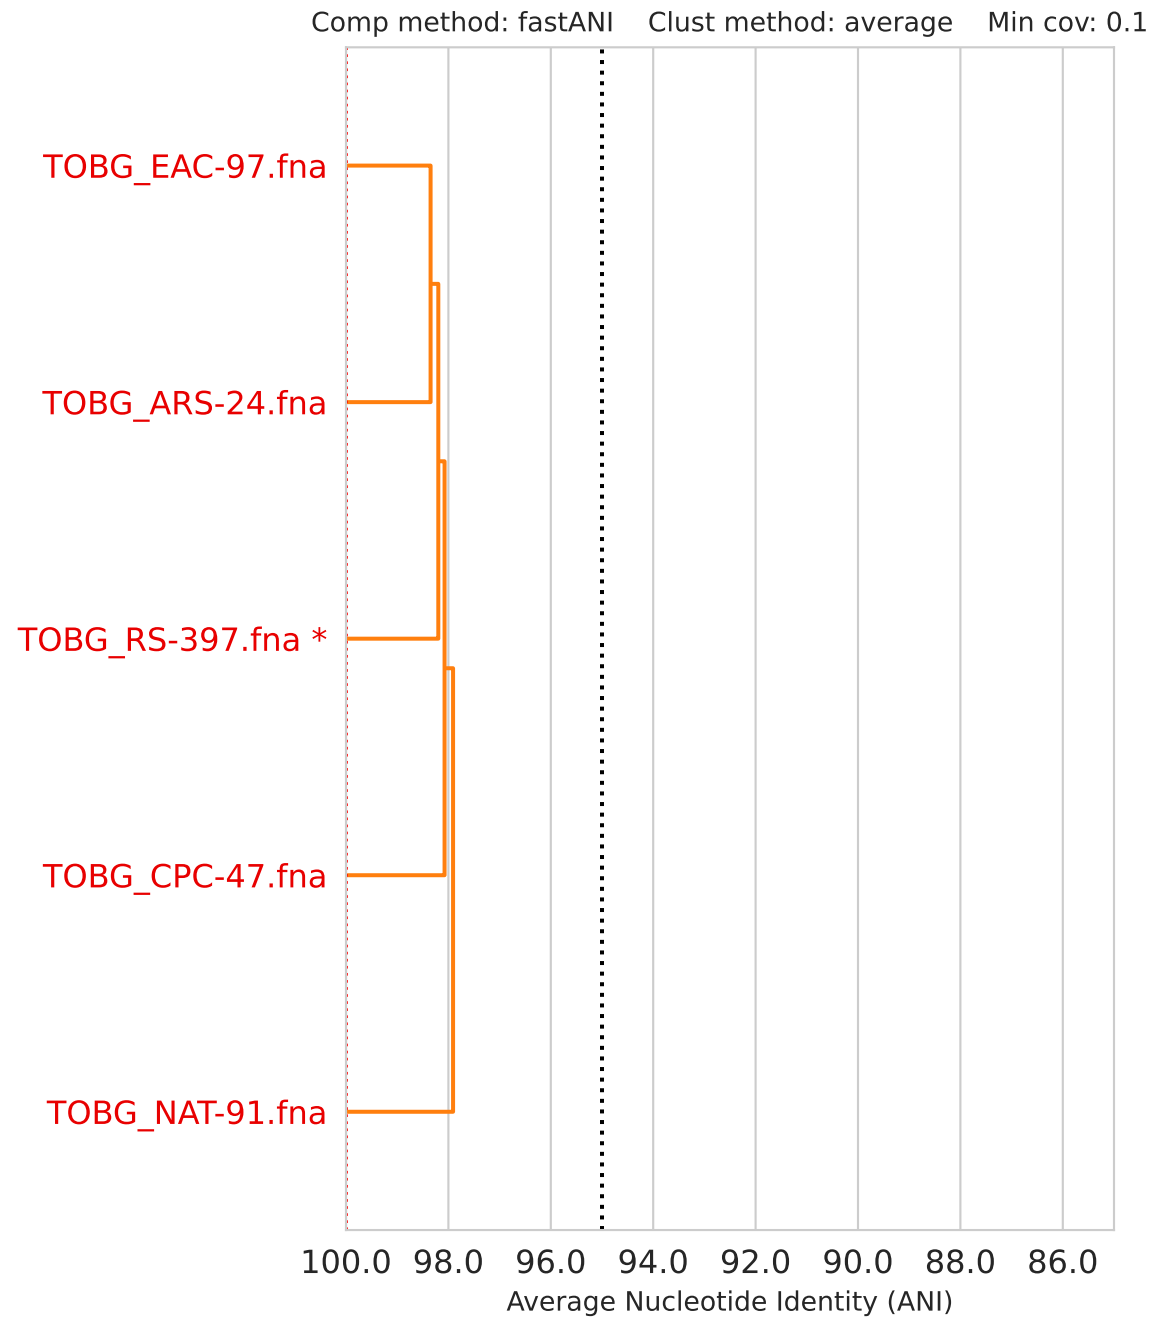 Comp method: fastANI    Clust method: average    Min cov: 0.1
TOBG_EAC-97.fna
TOBG_ARS-24.fna
TOBG_RS-397.fna *
TOBG_CPC-47.fna
TOBG_NAT-91.fna
100.0 98.0 96.0 94.0 92.0 90.0 88.0 86.0
Average Nucleotide Identity (ANI)